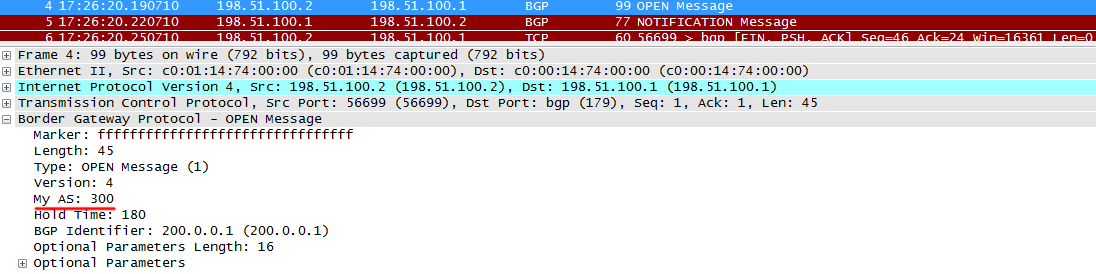 4 17:26:20.190710 198.51.100.2 198.51.100.1 BGP 99 OPEN Message
5 17:26:20.220710 198.51.100.1 198.51.100.2 BGP 77 NOTIFICATION Message
6 17:26:20.250710 198.51.100.2 198.51.100.1 TCP 60 56699 > bgp [FIN, PSH, ACK] Seq=46 Ack=24 Win=16361 Len=0
Frame 4: 99 bytes on wire (792 bits), 99 bytes captured (792 bits)
Ethernet II, Src: c0:01:14:74:00:00 (c0:01:14:74:00:00), Dst: c0:00:14:74:00:00 (c0:00:14:74:00:00)
Internet Protocol Version 4, Src: 198.51.100.2 (198.51.100.2), Dst: 198.51.100.1 (198.51.100.1)
Transmission Control Protocol, Src Port: 56699 (56699), Dst Port: bgp (179), Seq: 1, Ack: 1, Len: 45
Border Gateway Protocol - OPEN Message
Marker: ffffffffffffffffffffffffffffffff
Length: 45
Type: OPEN Message (1)
Version: 4
My AS: 300
Hold Time: 180
BGP Identifier: 200.0.0.1 (200.0.0.1)
Optional Parameters Length: 16
Optional Parameters